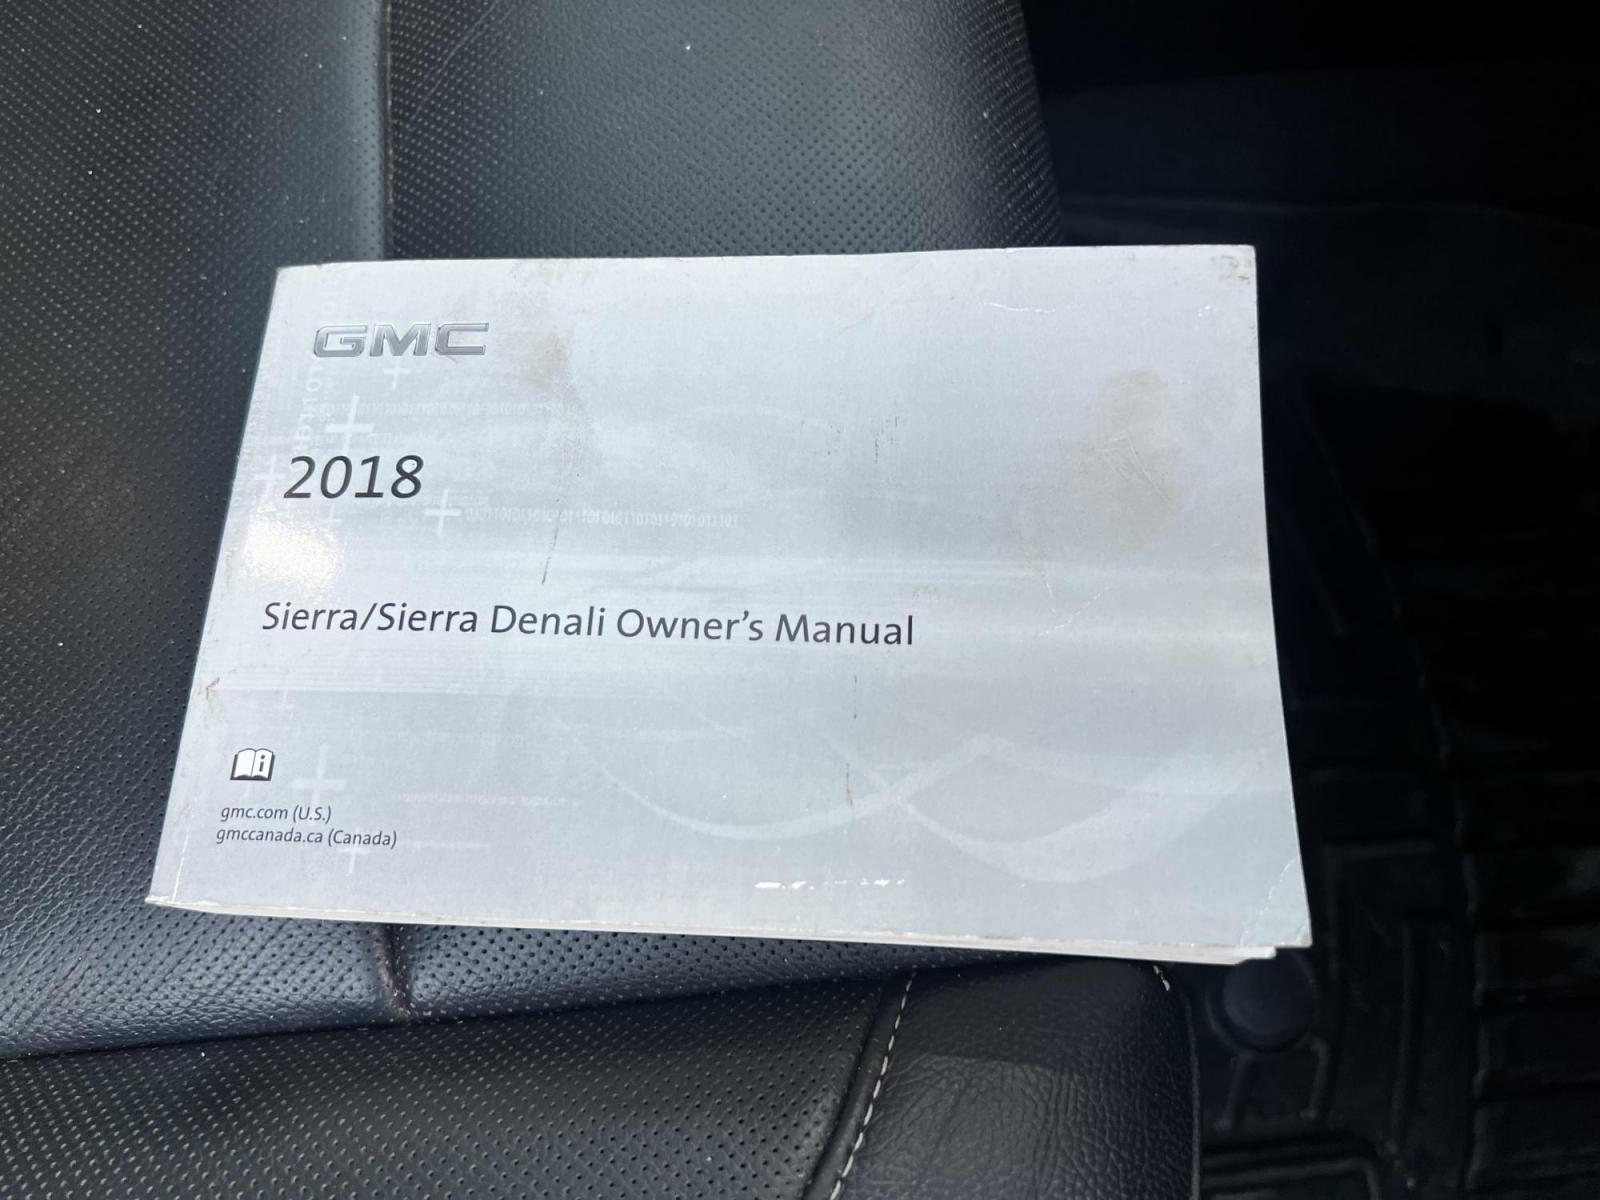 GMC
2018
Sierra/Sierra Denali Owner's Manual
gmc.com (U.S.)
gmccanada.ca (Canada)